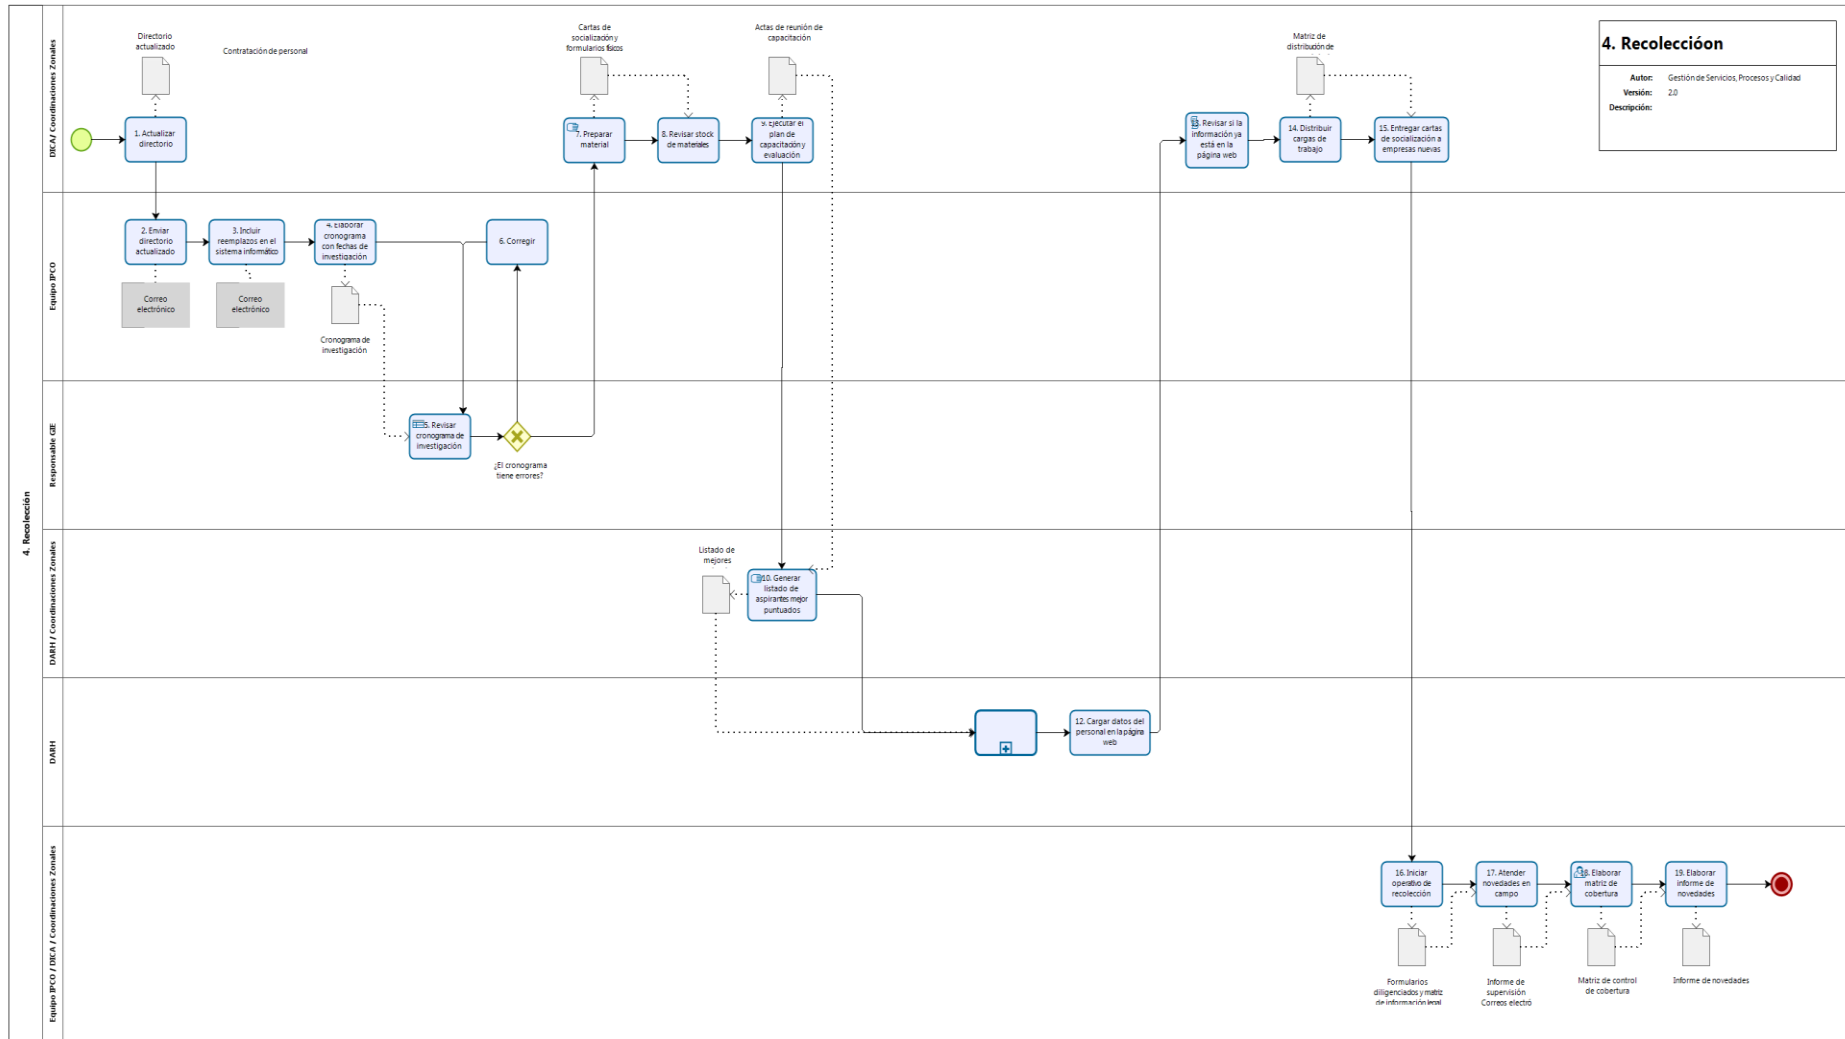 4. Recolección
DICA/ Coordinaciones Zonales
Directorio
actualizado
Contratación de personal
1. Actualizar
directorio
Cartas de
socialización y
formularios físicos
7. Preparar
material
8. Revisar stock
de materiales
Actas de reunión de
capacitación
9. Ejecutar el
plan de
capacitación y
evaluación
13. Revisar si la
información ya
está en la
página web
Matriz de
distribución de
14. Distribuir
cargas de
trabajo
15. Entregar cartas
de socialización a
empresas nuevas
4. Recoleccióon
Autor: Gestión de Servicios, Procesos y Calidad
Versión: 2.0
Descripción:
Equipo IPCO
2. Enviar
directorio
actualizado
Correo
electrónico
3. Incluir
reemplazos en el
sistema informático
Correo
electrónico
4. Elaborar
cronograma
con fechas de
investigación
Cronograma de
investigación
6. Corregir
Responsable GIE
5. Revisar
cronograma de
investigación
¿El cronograma
tiene errores?
DARH / Coordinaciones Zonales
Listado de
mejores
10. Generar
listado de
aspirantes mejor
puntuados
DARH
12. Cargar datos del
personal en la página
web
Equipo IPCO / DICA / Coordinaciones Zonales
16. Iniciar
operativo de
recolección
17. Atender
novedades en
campo
18. Elaborar
matriz de
cobertura
19. Elaborar
informe de
novedades
Formularios
diligenciados y matriz
de información legal
Informe de
supervisión
Correos electró
Matriz de control
de cobertura
Informe de novedades